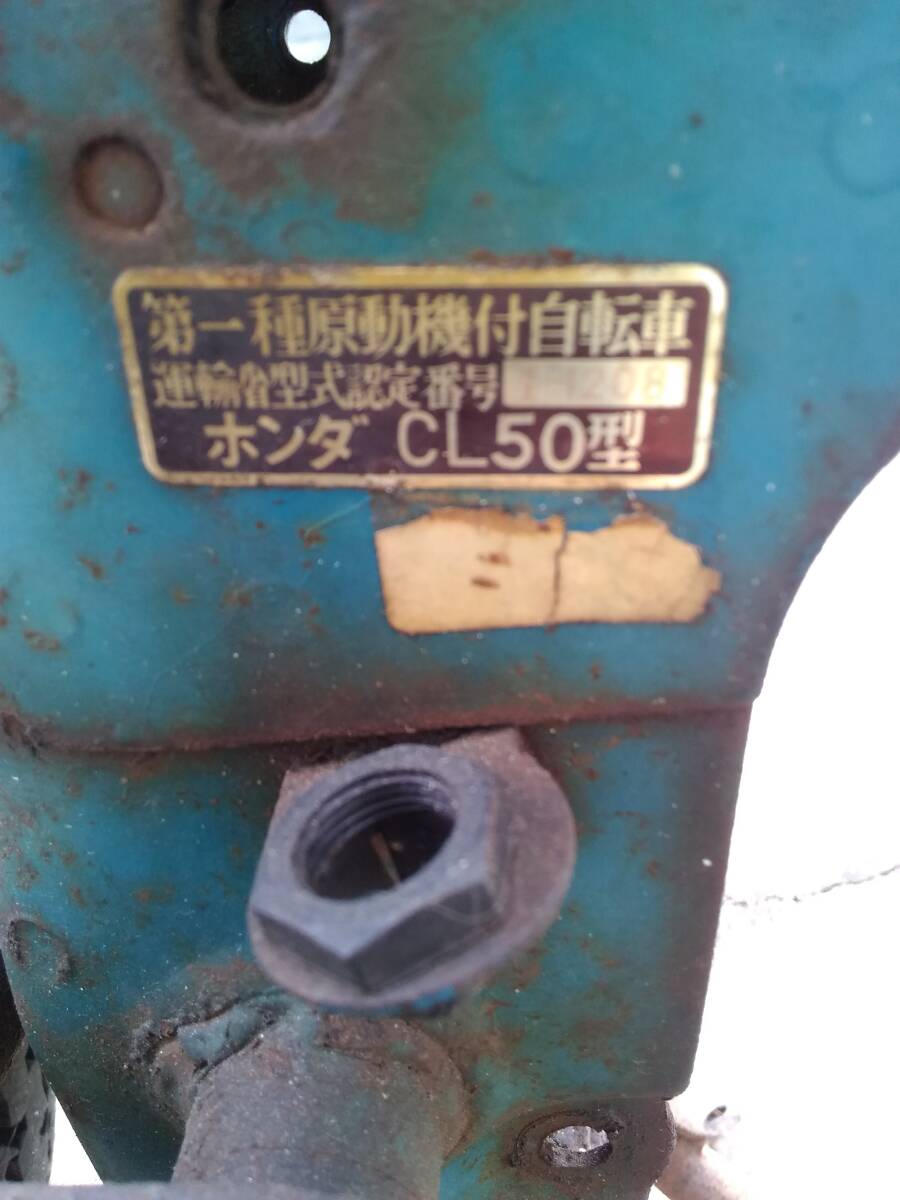 第一種原動機付自転車
運輸省型式認定番号
ホンダ CL50型